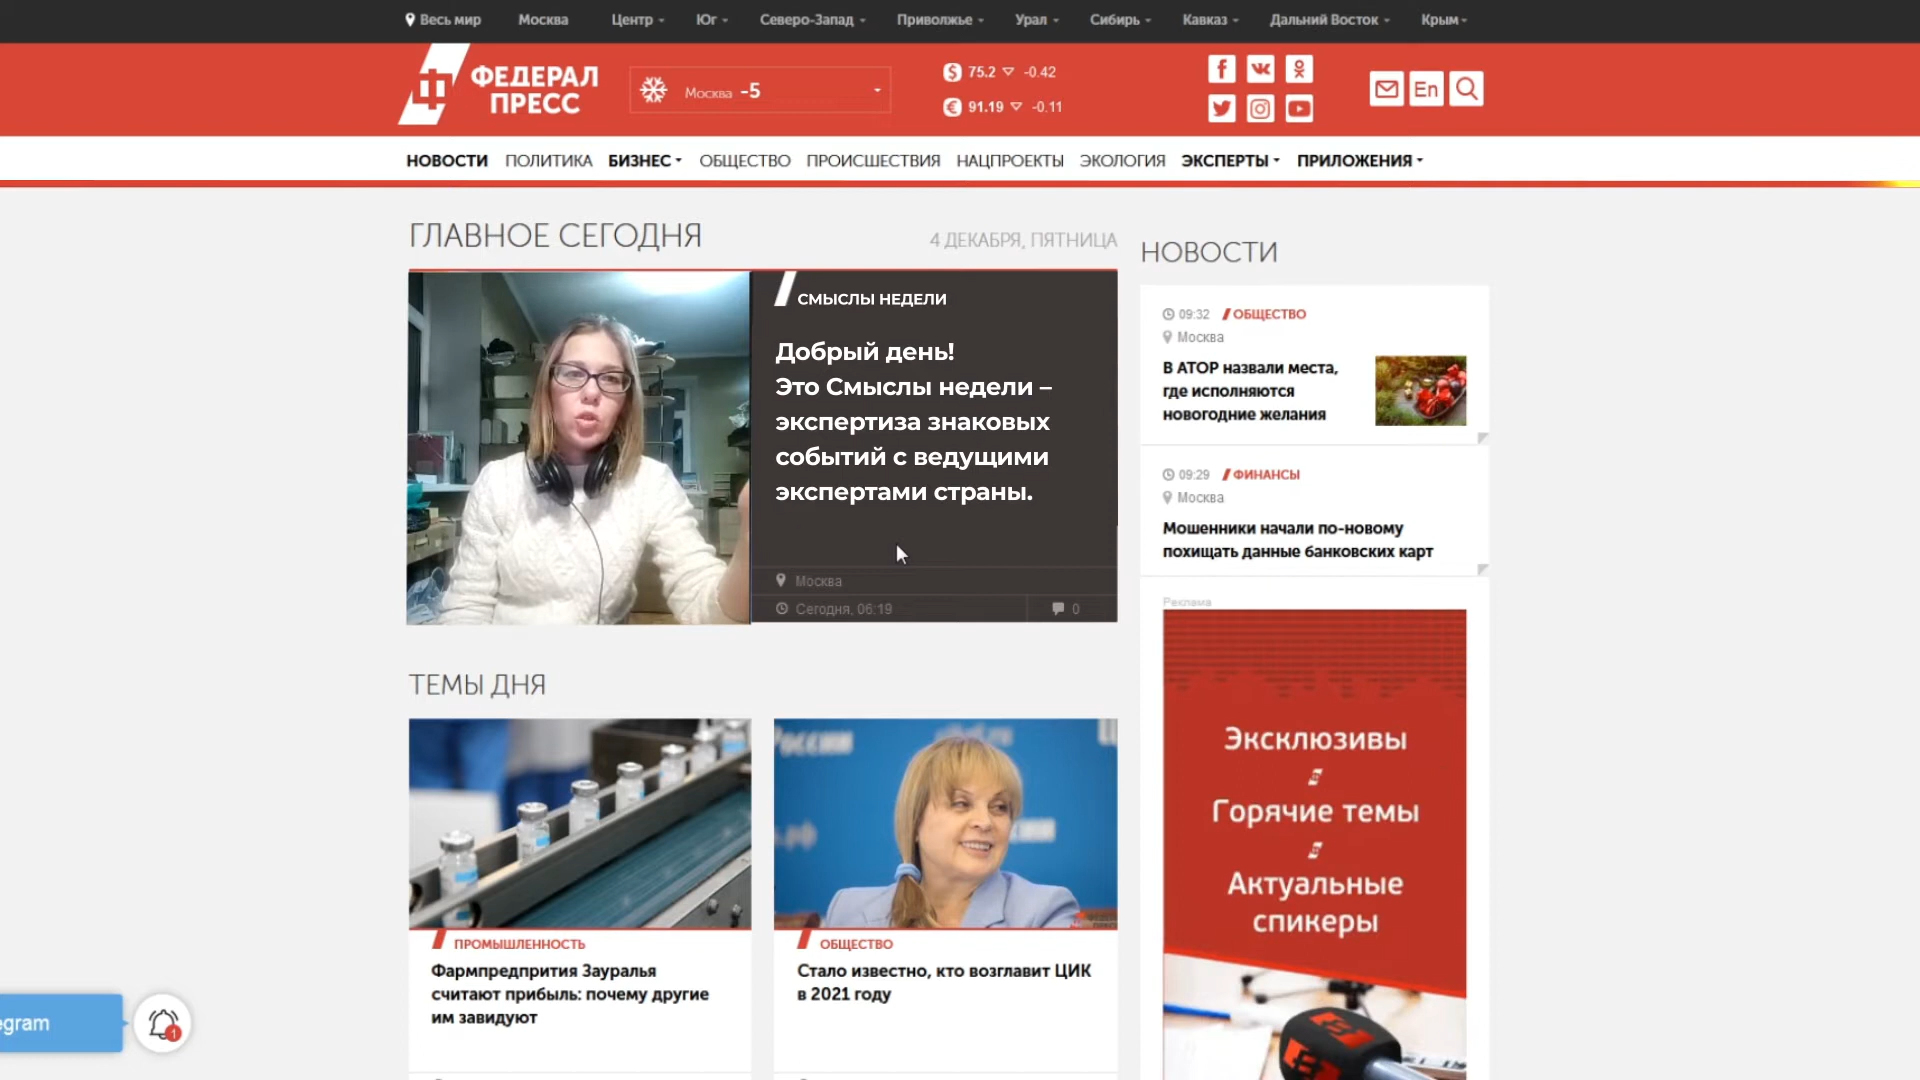 Весь мир
Москва
Центр
Юг
Северо-Запад
Приволжье
Урал
Сибирь
Кавказ
Дальний Восток
Крым
ФЕДЕРАЛ
ПРЕСС
Москва -5
$ 75.2 -0.42
€ 91.19 -0.11
En
НОВОСТИ
ПОЛИТИКА
БИЗНЕС
ОБЩЕСТВО
ПРОИСШЕСТВИЯ
НАЦПРОЕКТЫ
ЭКОЛОГИЯ
ЭКСПЕРТЫ
ПРИЛОЖЕНИЯ
ГЛАВНОЕ СЕГОДНЯ
4 ДЕКАБРЯ, ПЯТНИЦА
СМЫСЛЫ НЕДЕЛИ
Добрый день!
Это Смыслы недели –
экспертиза знаковых
событий с ведущими
экспертами страны.
Москва
Сегодня, 06:19
0
НОВОСТИ
09:32 ОБЩЕСТВО
Москва
В АТОР назвали места,
где исполняются
новогодние желания
09:29 ФИНАНСЫ
Москва
Мошенники начали по-новому
похищать данные банковских карт
Реклама
Эксклюзивы
Горячие темы
Актуальные
спикеры
ТЕМЫ ДНЯ
ПРОМЫШЛЕННОСТЬ
Фармпредпрития Зауралья
считают прибыль: почему другие
им завидуют
ОБЩЕСТВО
Стало известно, кто возглавит ЦИК
в 2021 году
egram
1